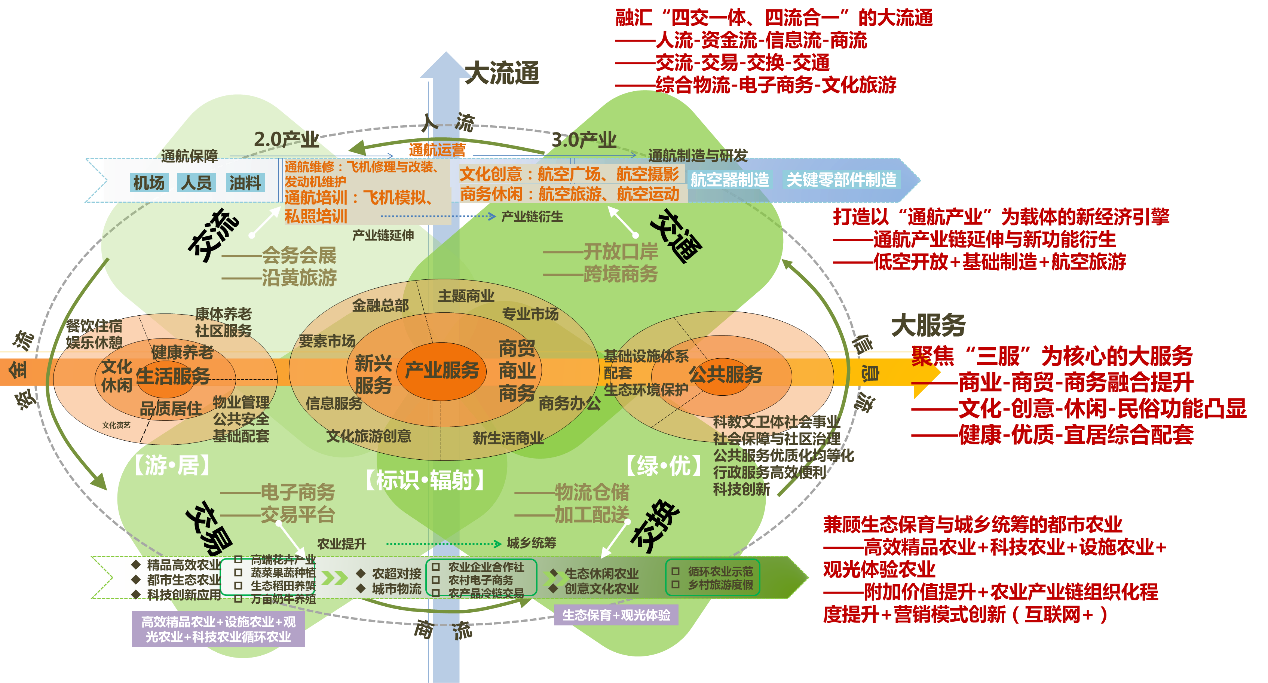 融汇“四交一体、四流合一”的大流通
——人流-资金流-信息流-商流
——交流-交易-交换-交通
——综合物流-电子商务-文化旅游
大流通
人 流
2.0产业
3.0产业
通航运营
通航保障
通航制造与研发
机场
人员
油料
通航维修：飞机修理与改装、
发动机维护
通航培训：飞机模拟、
私照培训
文化创意：航空广场、航空摄影
商务休闲：航空旅游、航空运动
航空器制造
关键零部件制造
产业链衍生
产业链延伸
交流
交通
——会务会展
——沿黄旅游
——开放口岸
——跨境商务
打造以“通航产业”为载体的新经济引擎
——通航产业链延伸与新功能衍生
——低空开放+基础制造+航空旅游
资 金 流
信 息 流
大服务
聚焦“三服”为核心的大服务
——商业-商贸-商务融合提升
——文化-创意-休闲-民俗功能凸显
——健康-优质-宜居综合配套
餐饮住宿
娱乐休憩
康体养老
社区服务
健康养老
文化
休闲
生活服务
品质居住
物业管理
公共安全
基础配套
文化演艺
【游·居】
金融总部
主题商业
专业市场
要素市场
新兴
服务
产业服务
商贸
商业
商务
信息服务
商务办公
文化旅游创意
新生活商业
【标识·辐射】
基础设施体系
配套
生态环境保护
公共服务
科教文卫体社会事业
社会保障与社区治理
公共服务优质化均等化
行政服务高效便利
科技创新
【绿·优】
——电子商务
——交易平台
——物流仓储
——加工配送
交易
交换
农业提升
城乡统筹
◆ 精品高效农业
◆ 都市生态农业
◆ 科技创新应用
□ 高端花卉产业
□ 蔬菜果蔬种植
□ 生态稻田养蟹
□ 万亩奶牛养殖
◆ 农超对接
◆ 城市物流
□ 农业企业合作社
□ 农村电子商务
□ 农产品冷链交易
◆ 生态休闲农业
◆ 创意文化农业
□ 循环农业示范
□ 乡村旅游度假
高效精品农业+设施农业+观
光农业+科技农业循环农业
生态保育+观光体验
商 流
兼顾生态保育与城乡统筹的都市农业
——高效精品农业+科技农业+设施农业+
观光体验农业
——附加价值提升+农业产业链组织化程
度提升+营销模式创新（互联网+）